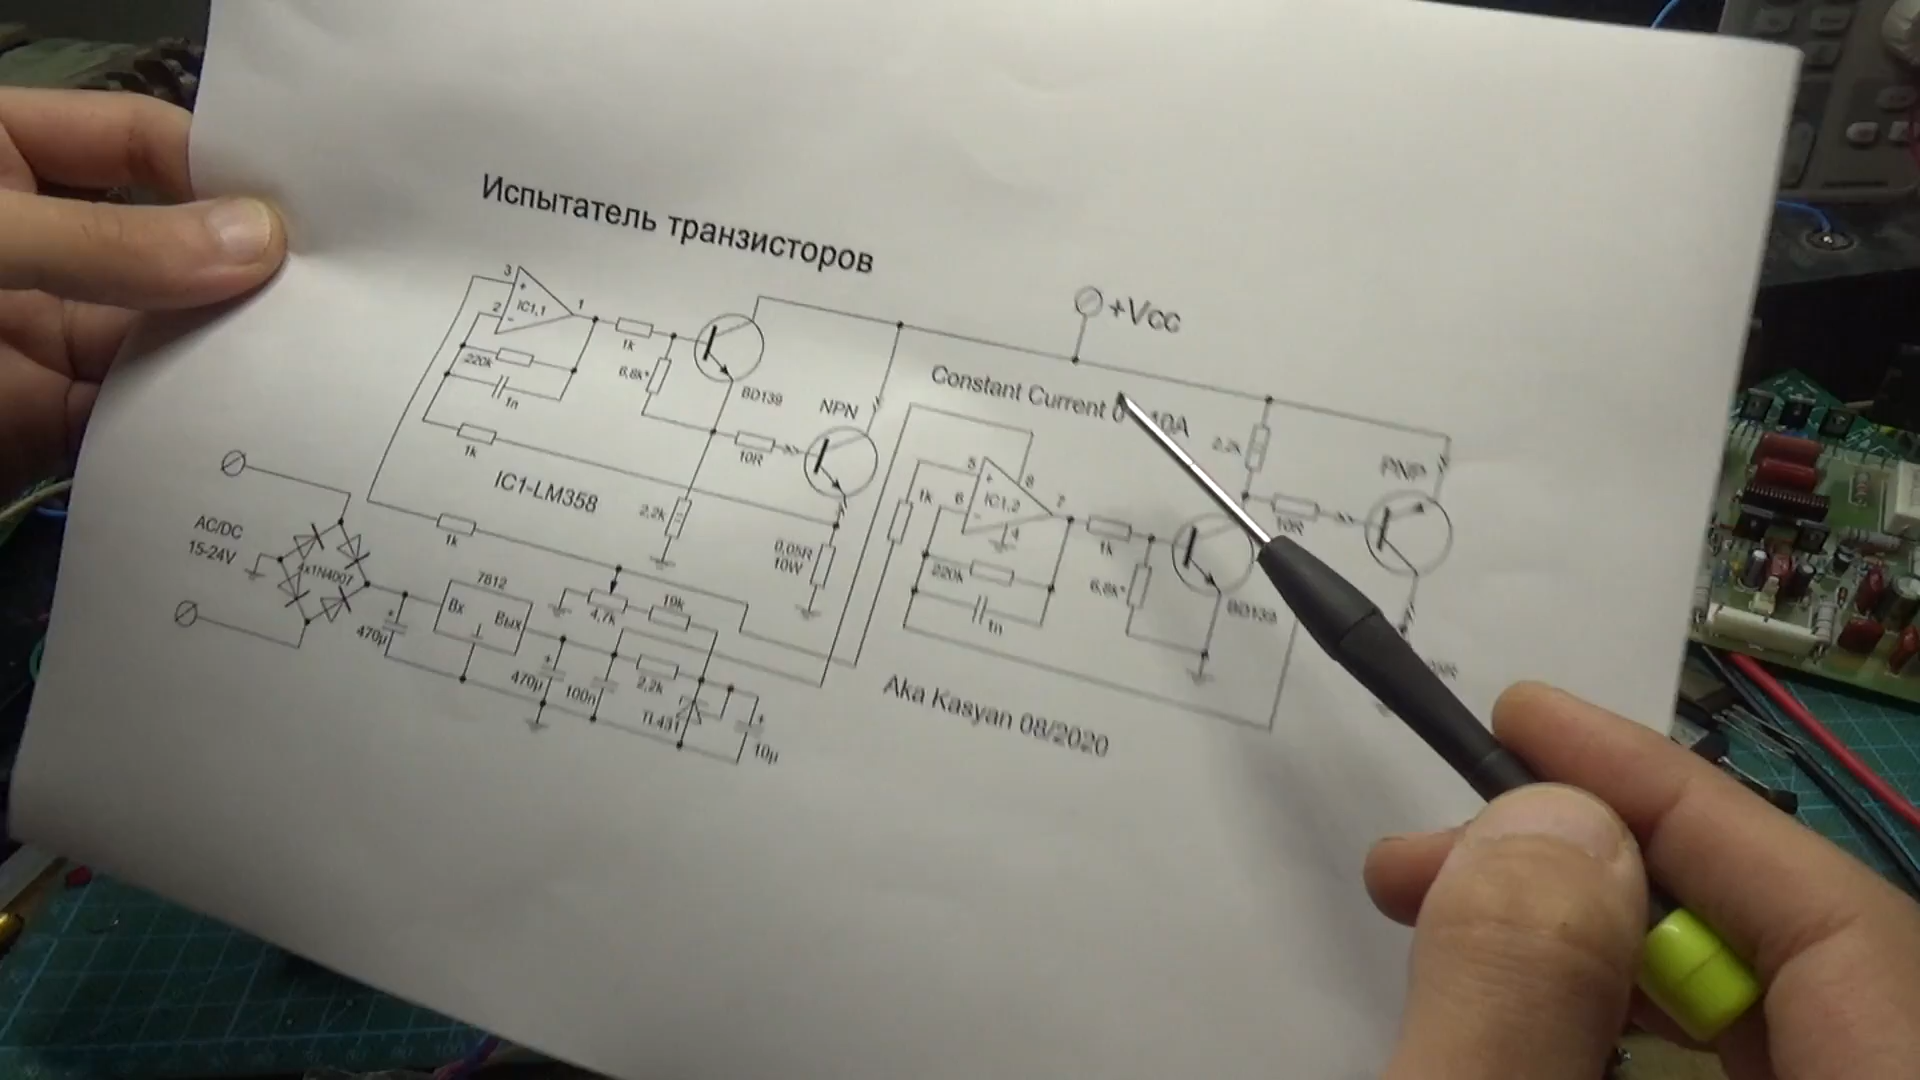 Испытатель транзисторов
+Vcc
3
2
+
-
IC1,1
1
1k
220k
1n
6,8k*
BD139
NPN
10R
1k
IC1-LM358
2,2k
0,05R
10W
Constant Current 0
10A
5
6
+
-
IC1,2
8
4
7
1k
1k
220k
1n
6,8k*
BD139
2,2k
10R
PNP
AC/DC
15-24V
4x1N4007
1k
7812
Вх
Вых
+
470µ
+
470µ
100n
4,7k
10k
2,2k
TL431
+
10µ
Aka Kasyan 08/2020